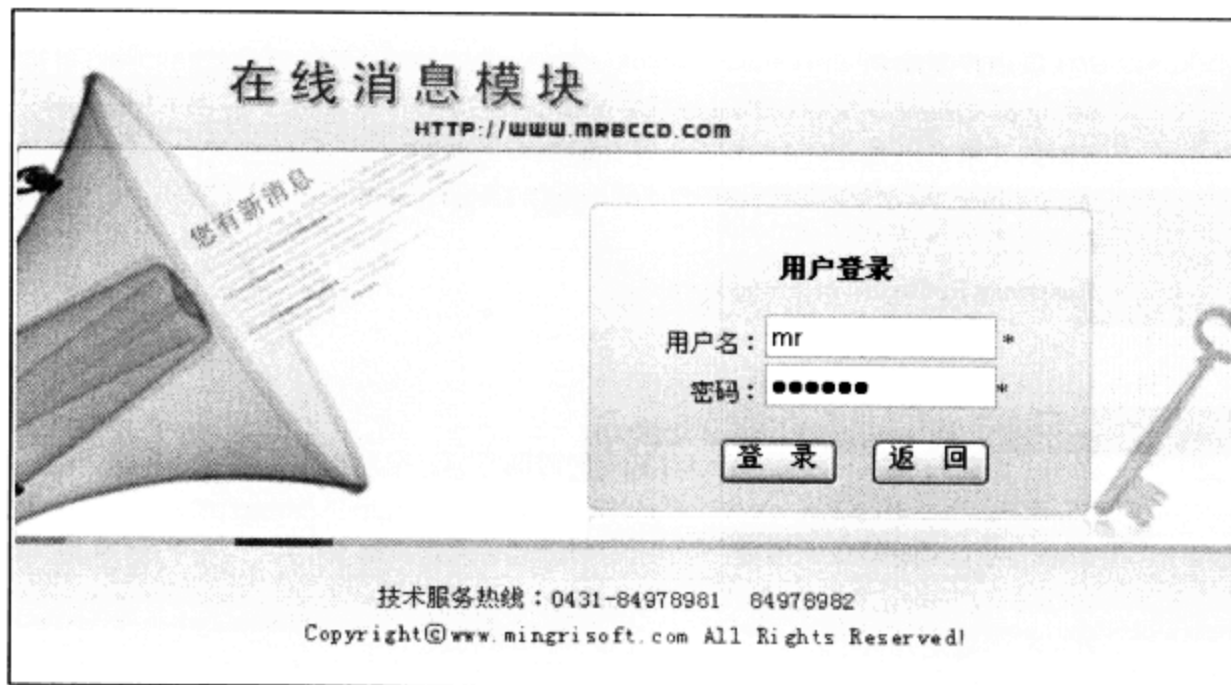 在线消息模块
HTTP://WWW.MRBCCD.COM
您有新消息
用户登录
用户名：mr *
密码：●●●●●● *
登 录 返 回
技术服务热线：0431-84978981 84978982
Copyright©www.mingrisoft.com All Rights Reserved!